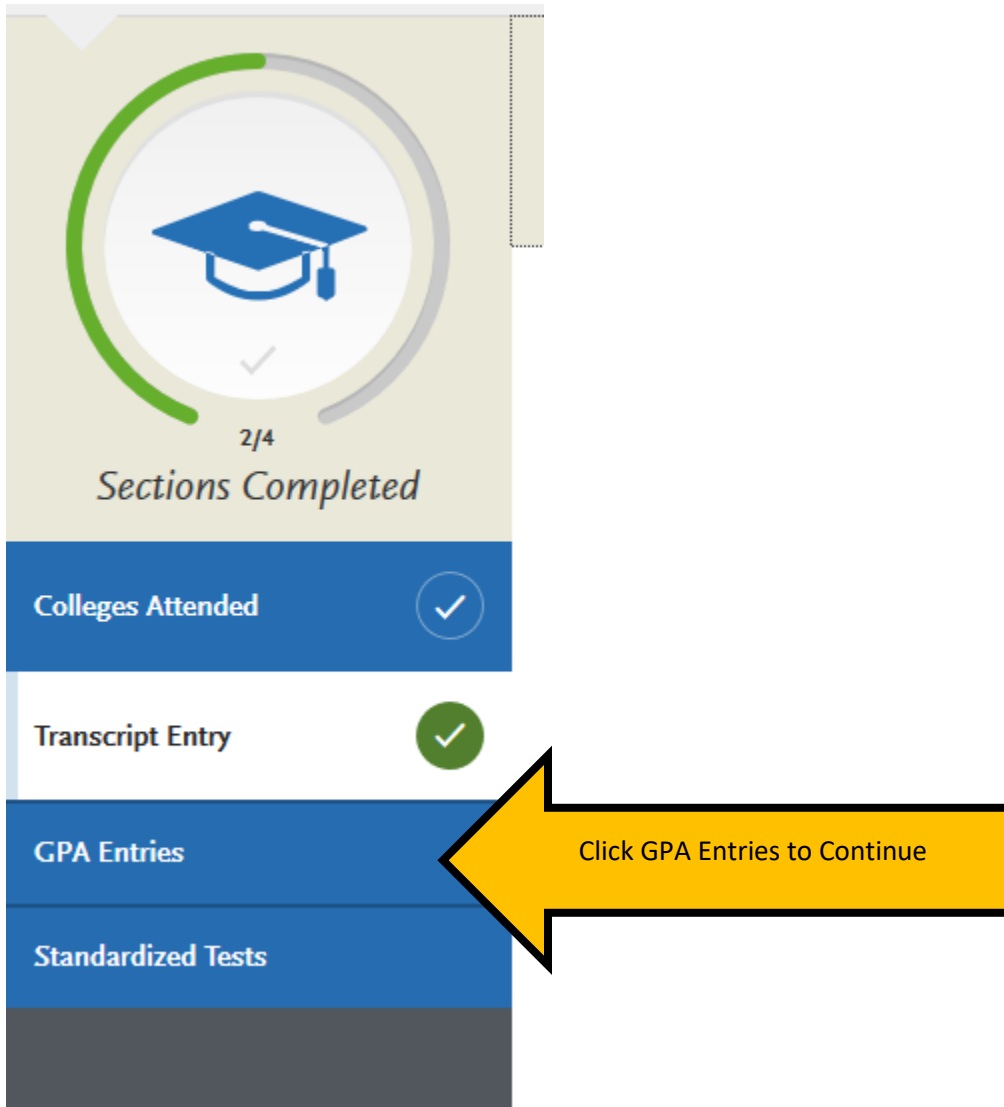 2/4
Sections Completed
Colleges Attended
Transcript Entry
GPA Entries
Click GPA Entries to Continue
Standardized Tests